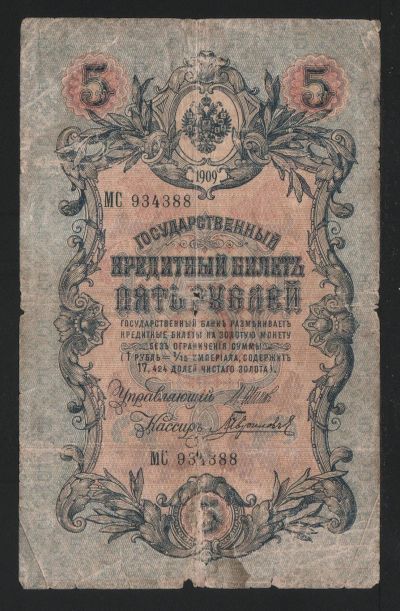 5 5
1909
МС 934388
ГОСУДАРСТВЕННЫЙ
КРЕДИТНЫЙ БИЛЕТЪ
ПЯТЬ РУБЛЕЙ
ГОСУДАРСТВЕННЫЙ БАНКЪ РАЗМѢНИВАЕТЪ
КРЕДИТНЫЕ БИЛЕТЫ НА ЗОЛОТУЮ МОНЕТУ
БЕЗЪ ОГРАНИЧЕНІЯ СУММЫ
(1 РУБЛЬ = 1/15 ИМПЕРІАЛА, СОДЕРЖИТЪ
17,424 ДОЛЕЙ ЧИСТАГО ЗОЛОТА).
Управляющій
Кассиръ
МС 934388
5